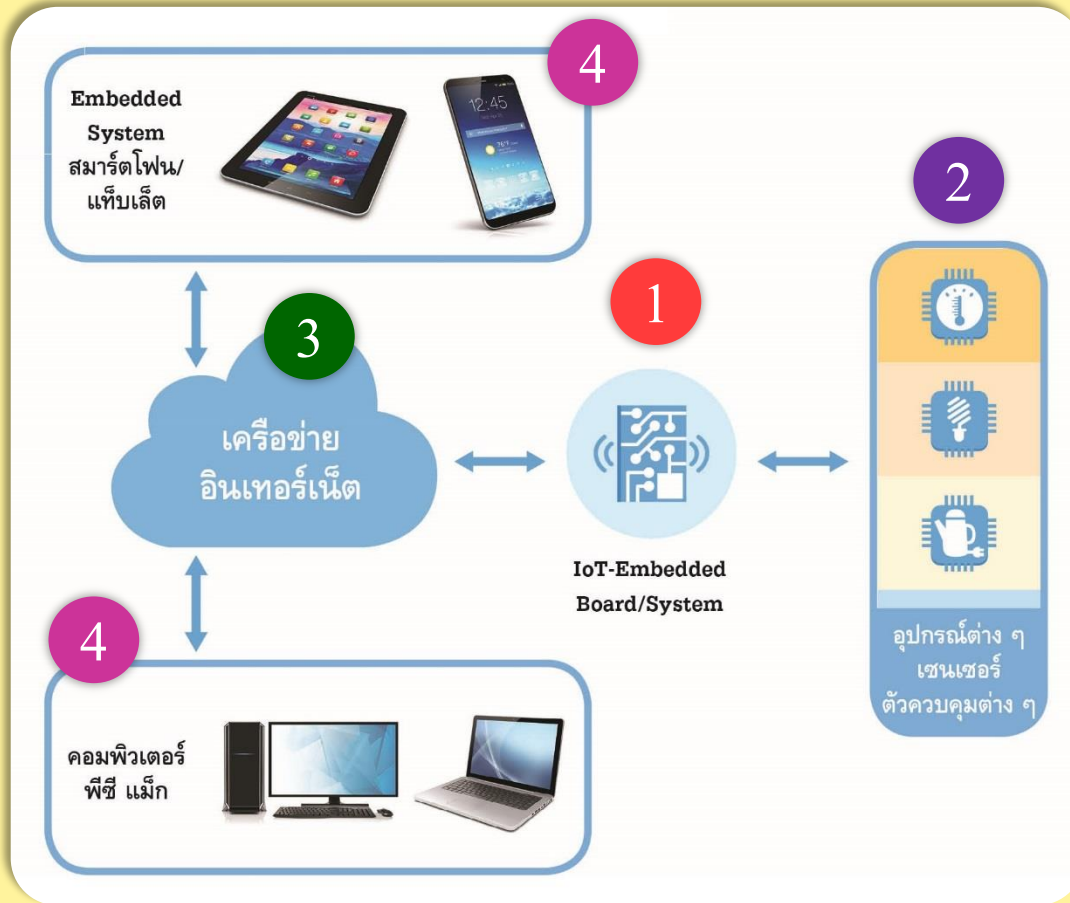 4
Embedded
System
สมาร์ตโฟน/
แท็บเล็ต
12:45
2
1
3
เครือข่าย
อินเทอร์เน็ต
IoT-Embedded
Board/System
อุปกรณ์ต่าง ๆ
เซนเซอร์
ตัวควบคุมต่าง ๆ
4
คอมพิวเตอร์
พีซี แม็ก